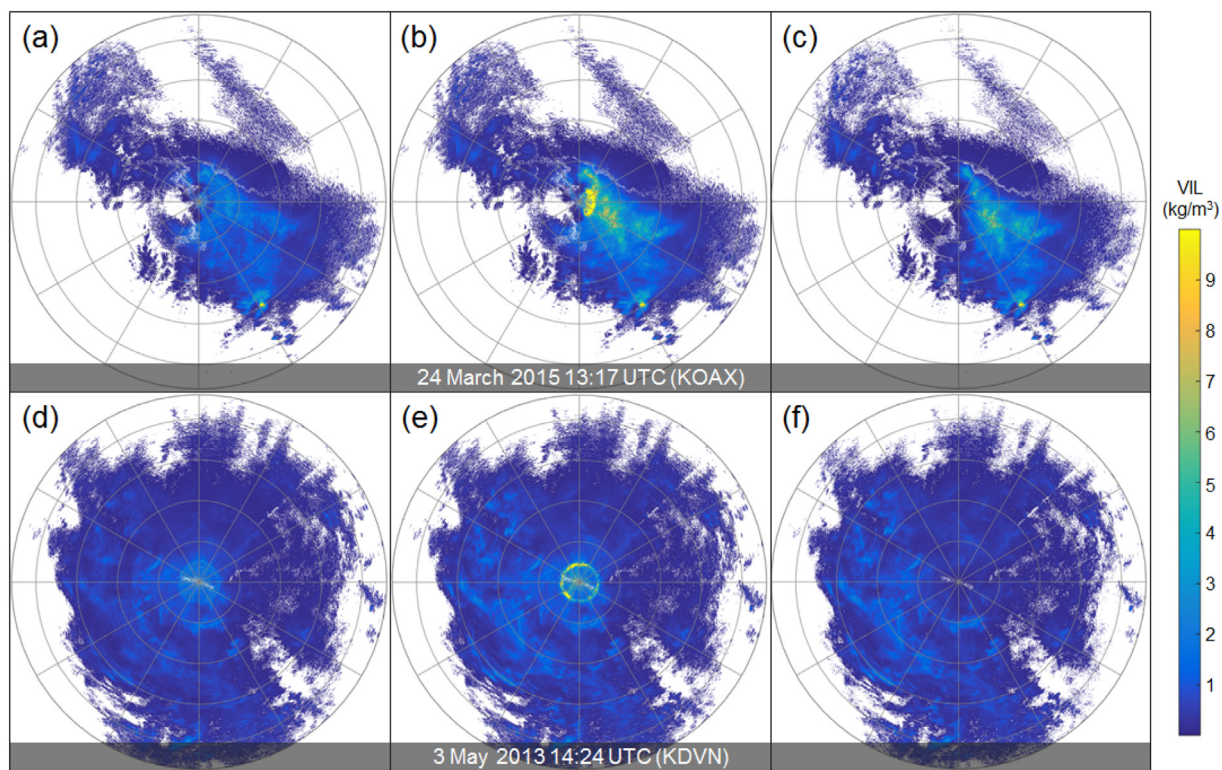 (a)
(b)
(c)
24 March 2015 13:17 UTC (KOAX)
(d)
(e)
(f)
3 May 2013 14:24 UTC (KDVN)
VIL
(kg/m³)
9
8
7
6
5
4
3
2
1